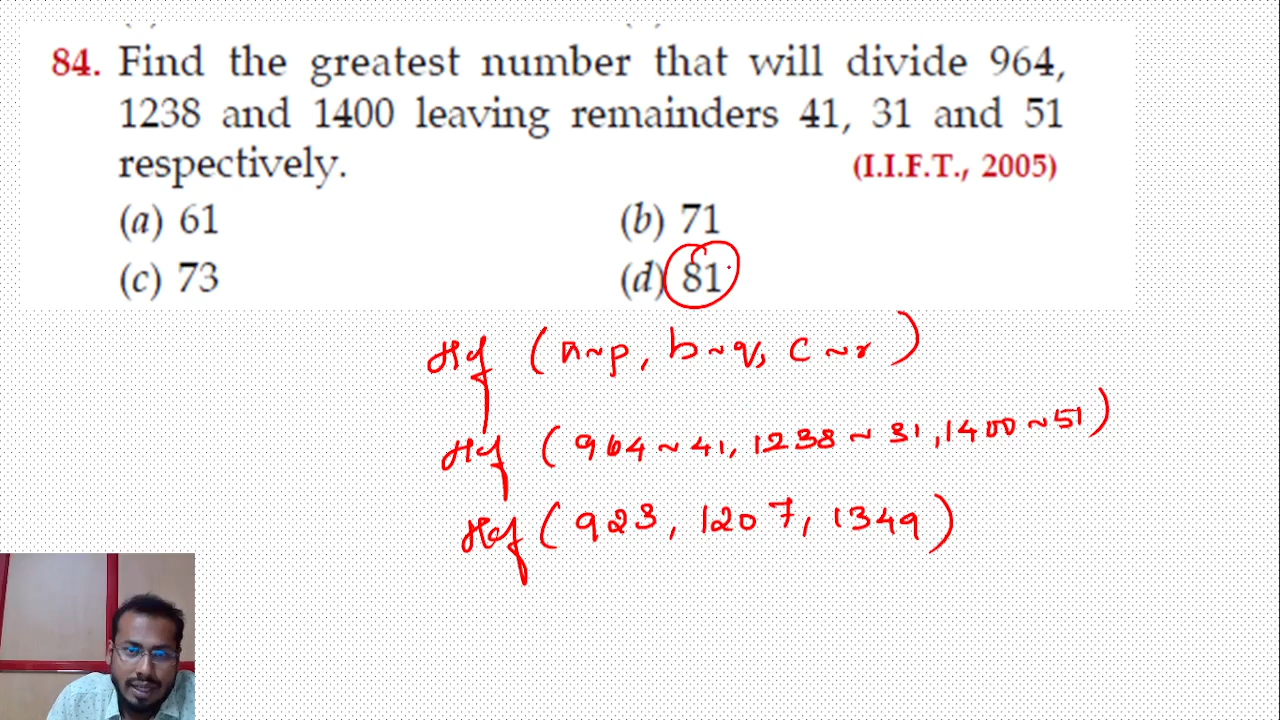 84. Find the greatest number that will divide 964,
1238 and 1400 leaving remainders 41, 31 and 51
respectively. (I.I.F.T., 2005)
(a) 61 (b) 71
(c) 73 (d) 81
Hcf ( a~p, b~q, c~r )
Hcf ( 964 ~ 41, 1238 ~ 31, 1400 ~ 51 )
Hcf ( 923, 1207, 1349 )